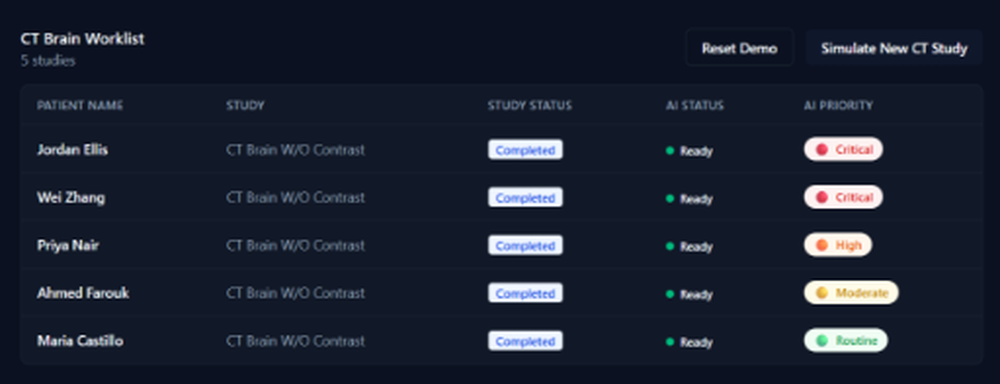 CT Brain Worklist
5 studies
Reset Demo
Simulate New CT Study
PATIENT NAME STUDY STUDY STATUS AI STATUS AI PRIORITY
Jordan Ellis CT Brain W/O Contrast Completed Ready Critical
Wei Zhang CT Brain W/O Contrast Completed Ready Critical
Priya Nair CT Brain W/O Contrast Completed Ready High
Ahmed Farouk CT Brain W/O Contrast Completed Ready Moderate
Maria Castillo CT Brain W/O Contrast Completed Ready Routine